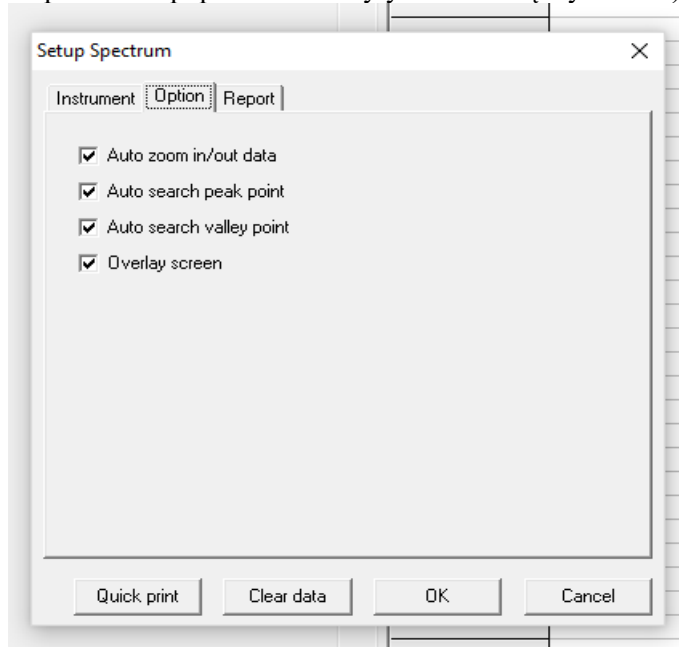 Setup Spectrum
Instrument Option Report
Auto zoom in/out data
Auto search peak point
Auto search valley point
Overlay screen
Quick print Clear data OK Cancel